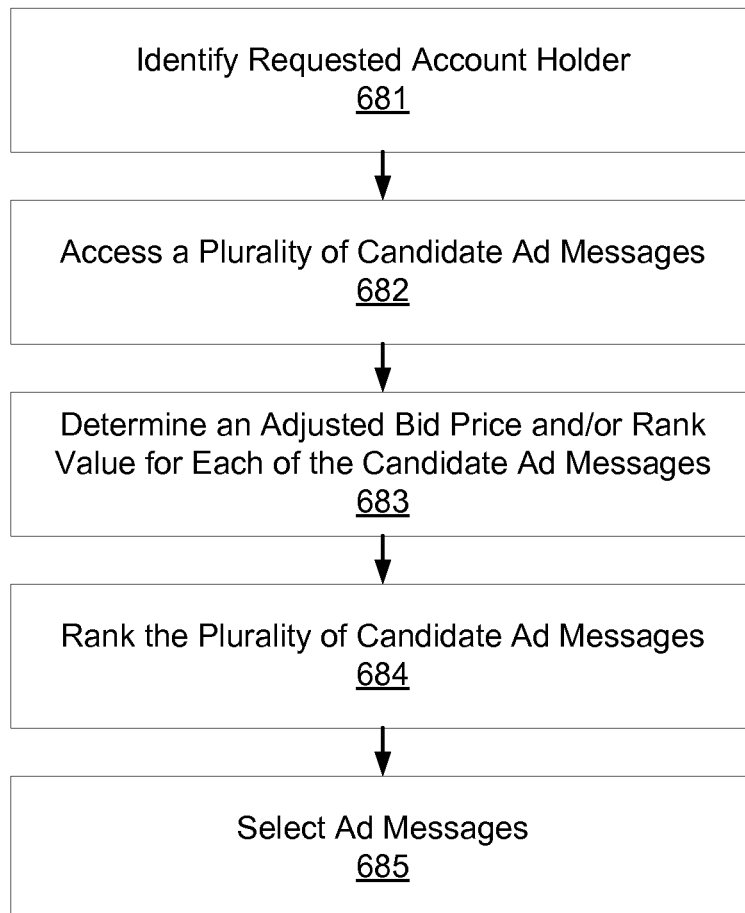 Identify Requested Account Holder
681
Access a Plurality of Candidate Ad Messages
682
Determine an Adjusted Bid Price and/or Rank
Value for Each of the Candidate Ad Messages
683
Rank the Plurality of Candidate Ad Messages
684
Select Ad Messages
685